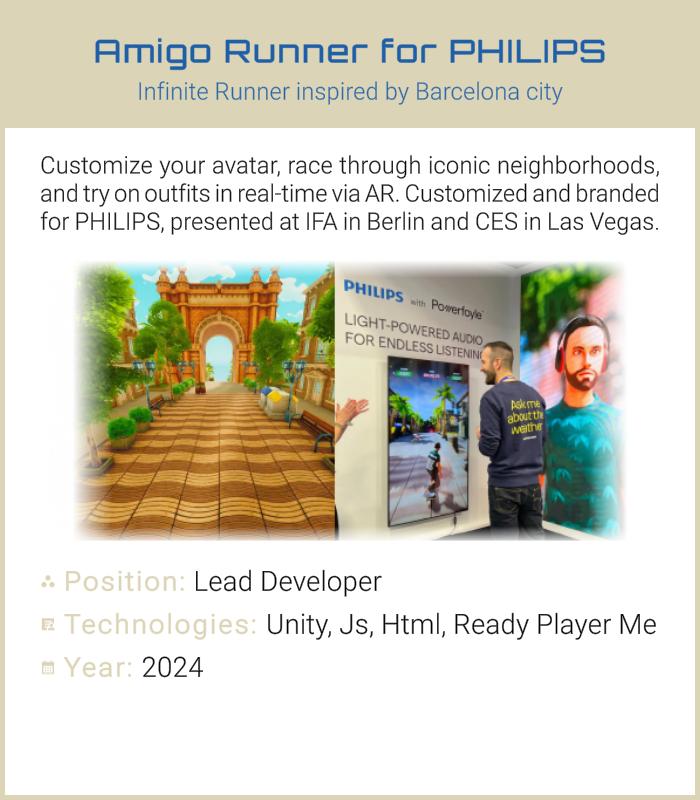 Amigo Runner for PHILIPS
Infinite Runner inspired by Barcelona city
Customize your avatar, race through iconic neighborhoods,
and try on outfits in real-time via AR. Customized and branded
for PHILIPS, presented at IFA in Berlin and CES in Las Vegas.
PHILIPS with Powerfoyle
LIGHT-POWERED AUDIO
FOR ENDLESS LISTENING
Ask me
about the
weather
Position: Lead Developer
Technologies: Unity, Js, Html, Ready Player Me
Year: 2024